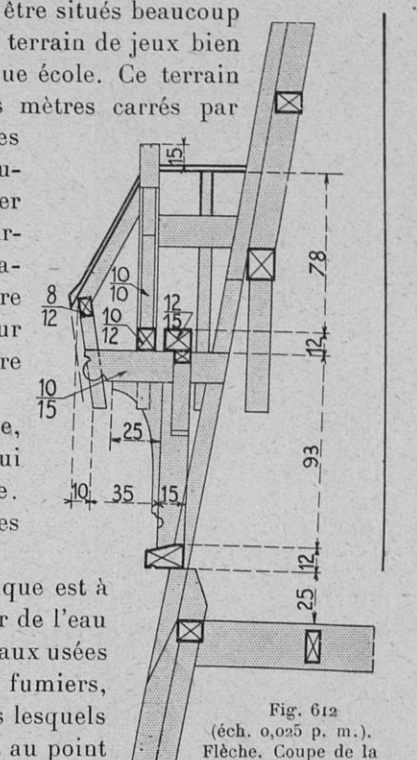 être situés beaucoup
terrain de jeux bien
ue école. Ce terrain
s mètres carrés par
es
u-
er
ar-
a-
re
ur
re
e,
ui
e.
es
que est à
r de l'eau
aux usées
fumiers,
s lesquels
au point
15
78
10
10
8
12
10
12
12
15
12
10
15
25
93
10
35
15
12
25
Fig. 612
(éch. 0,025 p. m.).
Flèche. Coupe de la